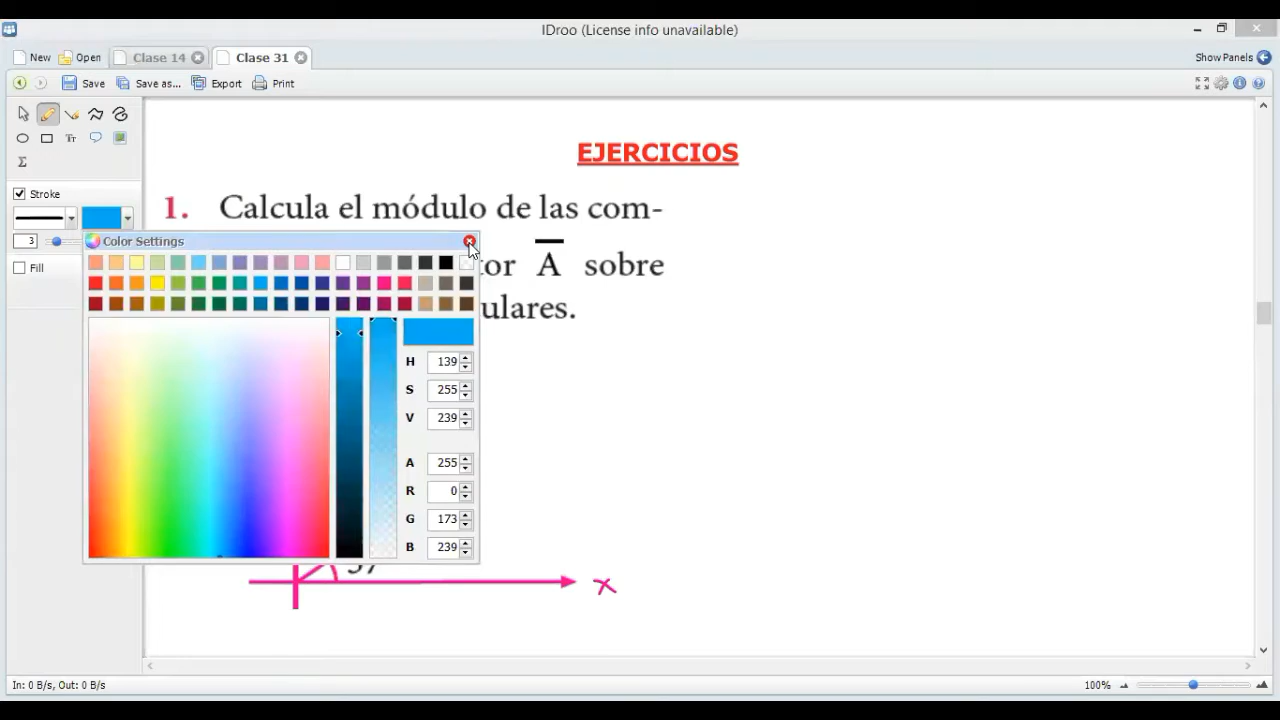 IDroo (License info unavailable)
New Open Clase 14 Clase 31 Show Panels
Save Save as... Export Print
EJERCICIOS
Stroke
1. Calcula el módulo de las com-
3
Color Settings
Fill
tor A sobre
ulares.
H 139
S 255
V 239
A 255
R 0
G 173
B 239
x
In: 0 B/s, Out: 0 B/s 100%